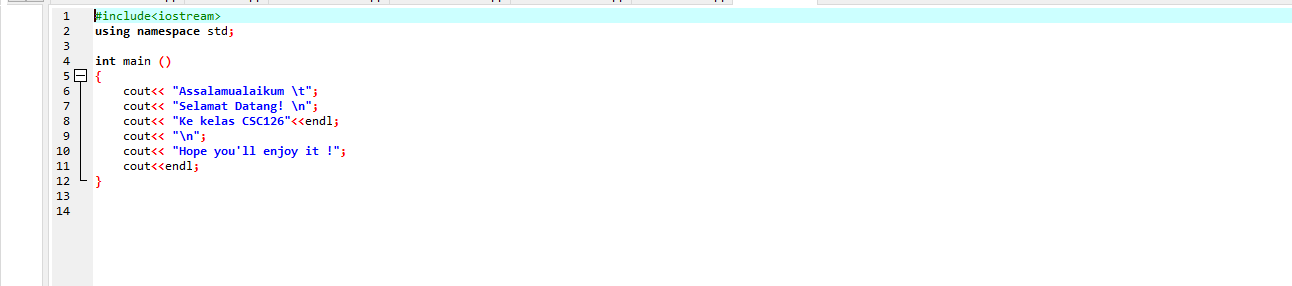 1 #include<iostream>
2 using namespace std;
3
4 int main ()
5 {
6 cout<< "Assalamualaikum \t";
7 cout<< "Selamat Datang! \n";
8 cout<< "Ke kelas CSC126"<<endl;
9 cout<< "\n";
10 cout<< "Hope you'll enjoy it !";
11 cout<<endl;
12 }
13
14